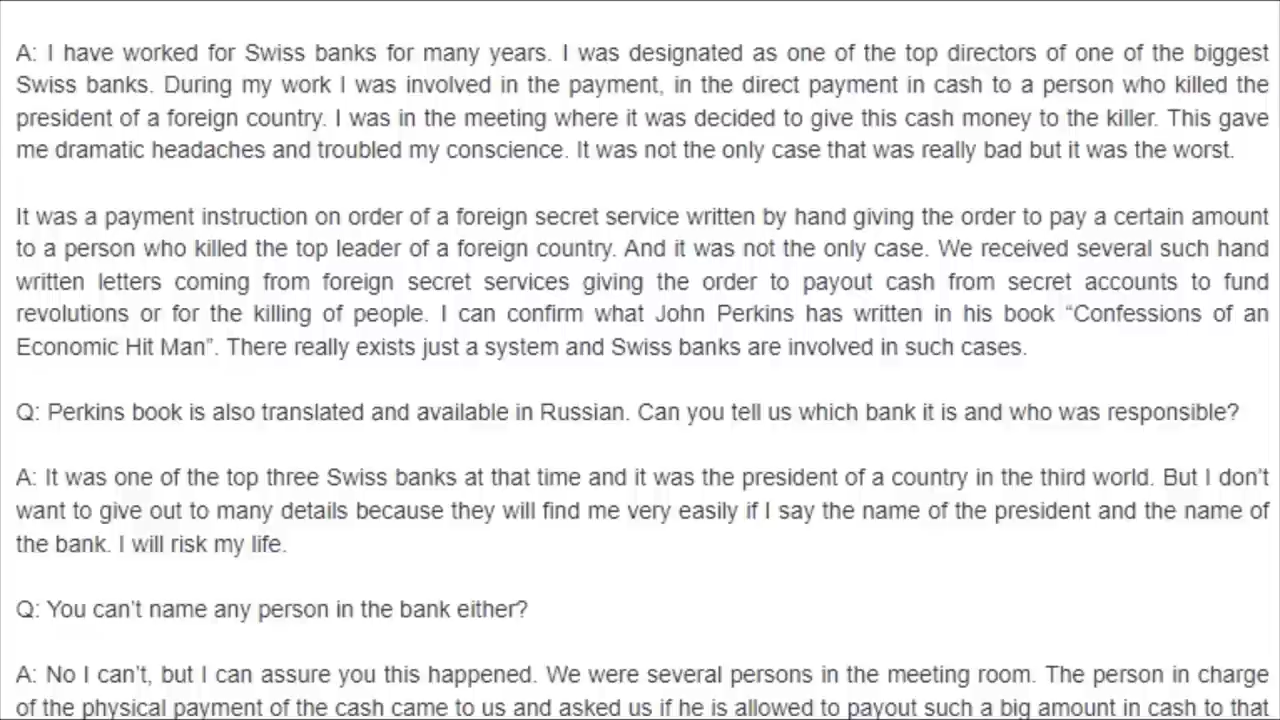 A: I have worked for Swiss banks for many years. I was designated as one of the top directors of one of the biggest
Swiss banks. During my work I was involved in the payment, in the direct payment in cash to a person who killed the
president of a foreign country. I was in the meeting where it was decided to give this cash money to the killer. This gave
me dramatic headaches and troubled my conscience. It was not the only case that was really bad but it was the worst.
It was a payment instruction on order of a foreign secret service written by hand giving the order to pay a certain amount
to a person who killed the top leader of a foreign country. And it was not the only case. We received several such hand
written letters coming from foreign secret services giving the order to payout cash from secret accounts to fund
revolutions or for the killing of people. I can confirm what John Perkins has written in his book “Confessions of an
Economic Hit Man”. There really exists just a system and Swiss banks are involved in such cases.
Q: Perkins book is also translated and available in Russian. Can you tell us which bank it is and who was responsible?
A: It was one of the top three Swiss banks at that time and it was the president of a country in the third world. But I don’t
want to give out to many details because they will find me very easily if I say the name of the president and the name of
the bank. I will risk my life.
Q: You can’t name any person in the bank either?
A: No I can’t, but I can assure you this happened. We were several persons in the meeting room. The person in charge
of the physical payment of the cash came to us and asked us if he is allowed to payout such a big amount in cash to that